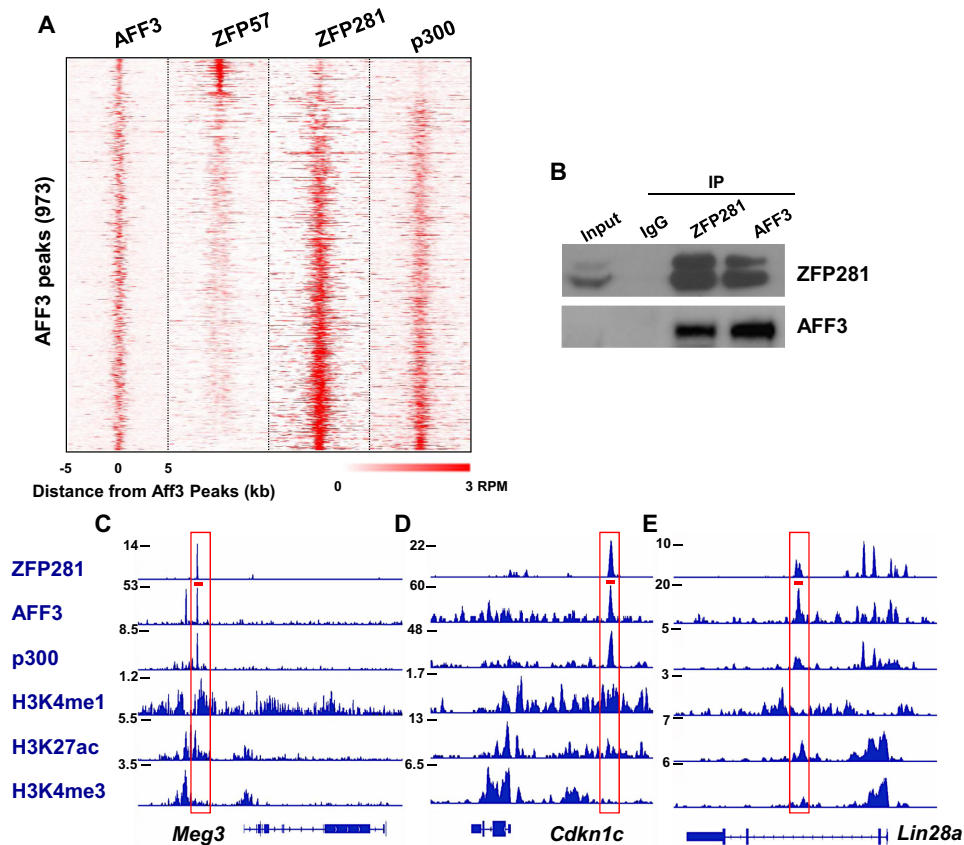 A
AFF3 ZFP57 ZFP281 p300
AFF3 peaks (973)
-5 0 5
Distance from Aff3 Peaks (kb)
0 3 RPM
B
IP
Input IgG ZFP281 AFF3
ZFP281
AFF3
C D E
ZFP281 14 22 10
AFF3 53 60 20
p300 8.5 48 5
H3K4me1 1.2 1.7 3
H3K27ac 5.5 13 7
H3K4me3 3.5 6.5 6
Meg3 Cdkn1c Lin28a